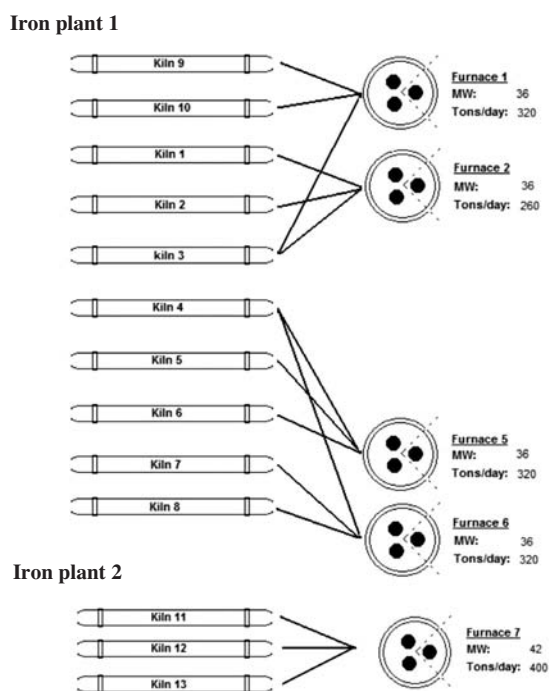 Iron plant 1
Kiln 9
Furnace 1
MW: 36
Kiln 10
Tons/day: 320
Kiln 1
Furnace 2
MW: 36
Kiln 2
Tons/day: 260
kiln 3
Kiln 4
Kiln 5
Kiln 6
Furnace 5
MW: 36
Kiln 7
Tons/day: 320
Kiln 8
Furnace 6
MW: 36
Tons/day: 320
Iron plant 2
Kiln 11
Furnace 7
Kiln 12
MW: 42
Tons/day: 400
Kiln 13